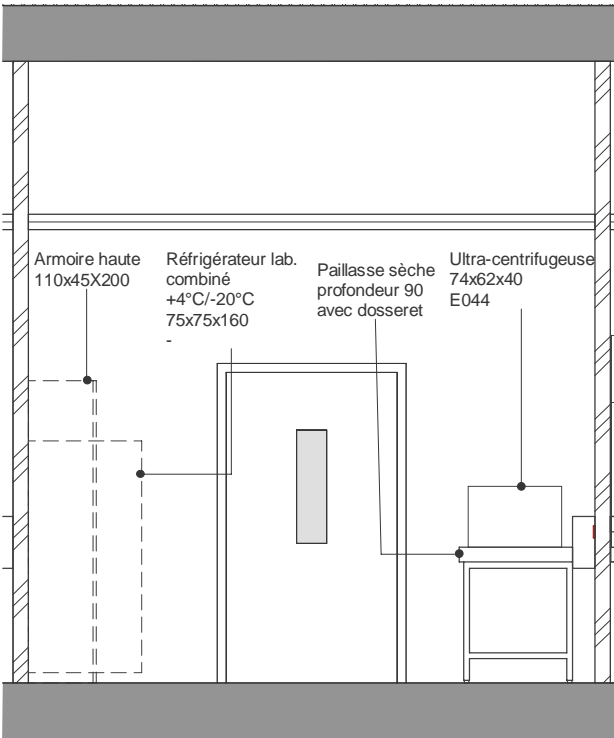 Armoire haute
110x45X200
Réfrigérateur lab.
combiné
+4°C/-20°C
75x75x160
-
Paillasse sèche
profondeur 90
avec dosseret
Ultra-centrifugeuse
74x62x40
E044